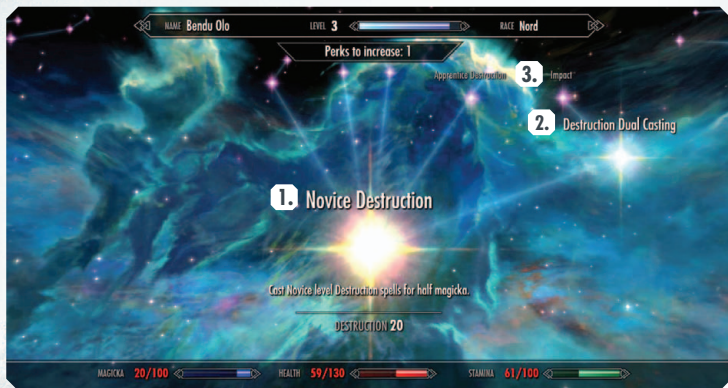 NAME Bendu Olo LEVEL 3 RACE Nord
Perks to increase: 1
Apprentice Destruction 3. Impact
2. Destruction Dual Casting
1. Novice Destruction
Cast Novice level Destruction spells for half magicka.
DESTRUCTION 20
MAGICKA 20/100 HEALTH 59/130 STAMINA 61/100